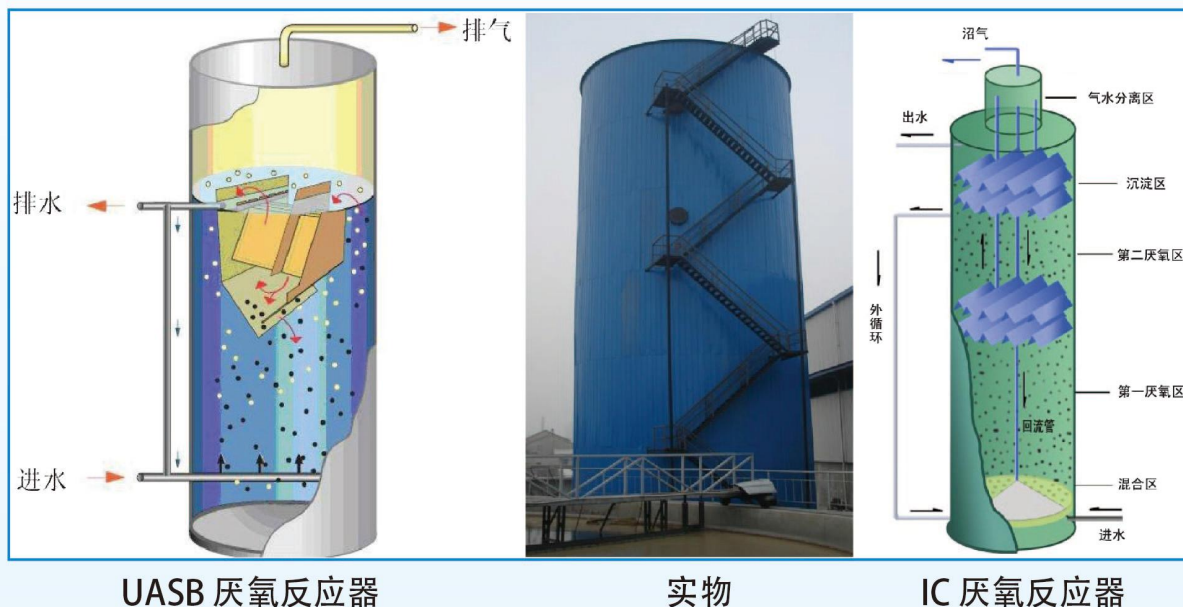 排气
排水
进水
沼气
气水分离区
出水
沉淀区
第二厌氧区
外循环
第一厌氧区
回流管
混合区
进水
UASB 厌氧反应器
实物
IC 厌氧反应器